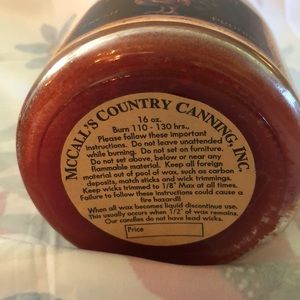 McCall's Country Canning, Inc.
16 oz.
Burn 110 - 130 hrs.,
Please follow these important
instructions. Do not leave unattended
while burning. Do not set on furniture.
Do not set above, below or near any
flammable material. Keep all foreign
material out of pool of wax, such as carbon
deposits, match sticks and wick trimmings.
Keep wicks trimmed to 1/8" Max at all times.
Failure to follow these instructions could cause a
fire hazard!!
When all wax becomes liquid discontinue use.
This usually occurs when 1/2" of wax remains.
Our candles do not have lead wicks.
Price